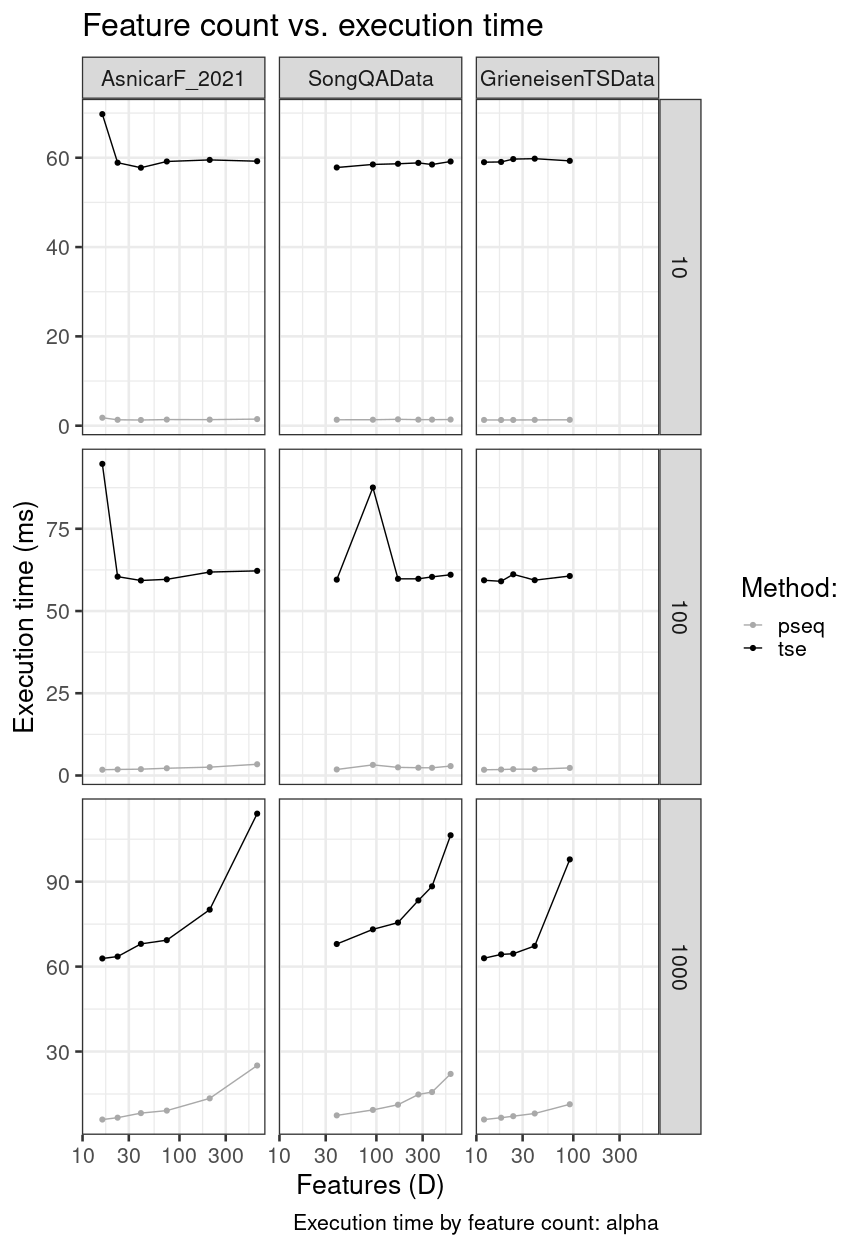 Feature count vs. execution time
AsnicarF_2021 SongQAData GrieneisenTSData
60
40
20
0
10
Execution time (ms)
75
50
25
0
100
90
60
30
1000
10 30 100 300 10 30 100 300 10 30 100 300
Features (D)
Execution time by feature count: alpha
Method:
pseq
tse